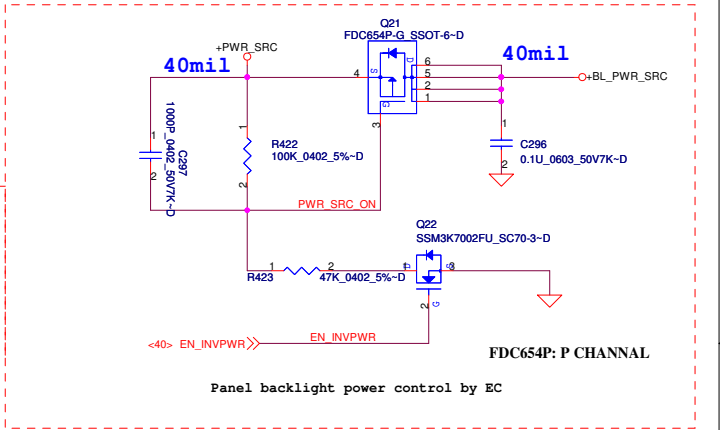 Q21
FDC654P-G_SSOT-6~D
+PWR_SRC
40mil
40mil
4
S
D
G
6
5
2
1
+BL_PWR_SRC
3
1
2
C297
1000P_0402_50V7K~D
1
2
R422
100K_0402_5%~D
1
2
C296
0.1U_0603_50V7K~D
PWR_SRC_ON
Q22
SSM3K7002FU_SC70-3~D
R423
1
2
47K_0402_5%~D
1
D
S
3
2
G
<40>
EN_INVPWR
EN_INVPWR
FDC654P: P CHANNAL
Panel backlight power control by EC